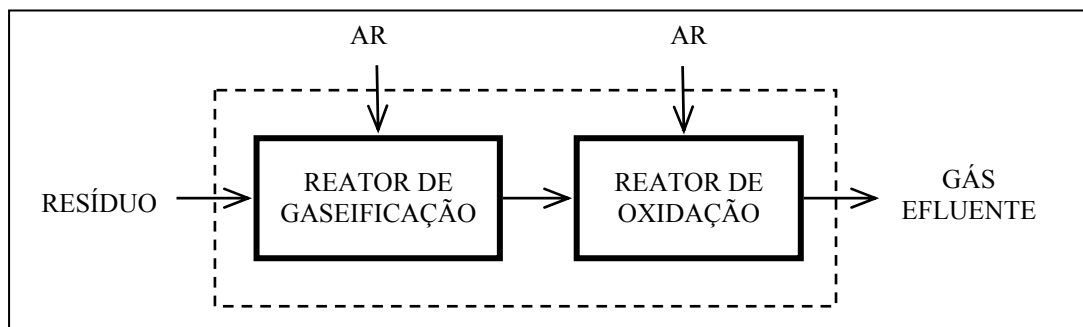 AR
AR
RESÍDUO
REATOR DE
GASEIFICAÇÃO
REATOR DE
OXIDAÇÃO
GÁS
EFLUENTE